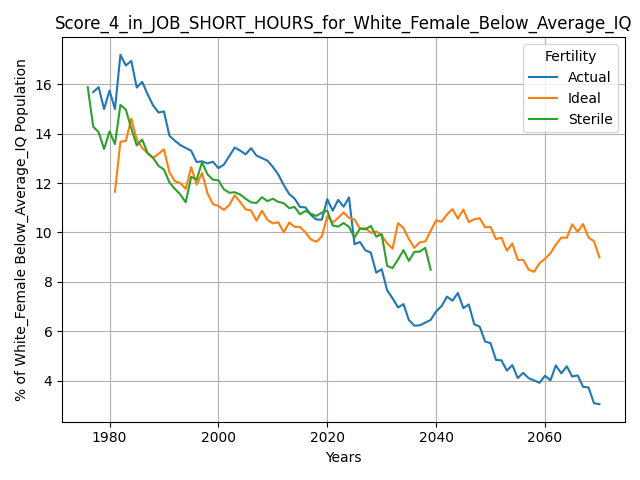 Score_4_in_JOB_SHORT_HOURS_for_White_Female_Below_Average_IQ
% of White_Female Below_Average_IQ Population
16
14
12
10
8
6
4
Fertility
Actual
Ideal
Sterile
1980 2000 2020 2040 2060
Years